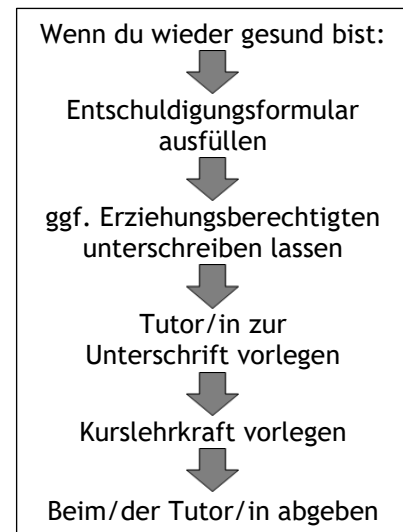 Wenn du wieder gesund bist:
Entschuldigungsformular
ausfüllen
ggf. Erziehungsberechtigten
unterschreiben lassen
Tutor/in zur
Unterschrift vorlegen
Kurslehrkraft vorlegen
Beim/der Tutor/in abgeben